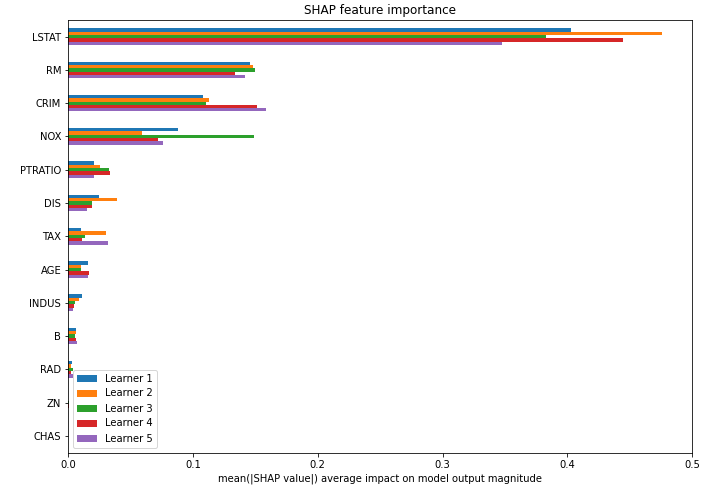 SHAP feature importance
LSTAT
RM
CRIM
NOX
PTRATIO
DIS
TAX
AGE
INDUS
B
RAD
ZN
CHAS
Learner 1
Learner 2
Learner 3
Learner 4
Learner 5
0.0 0.1 0.2 0.3 0.4 0.5
mean(|SHAP value|) average impact on model output magnitude